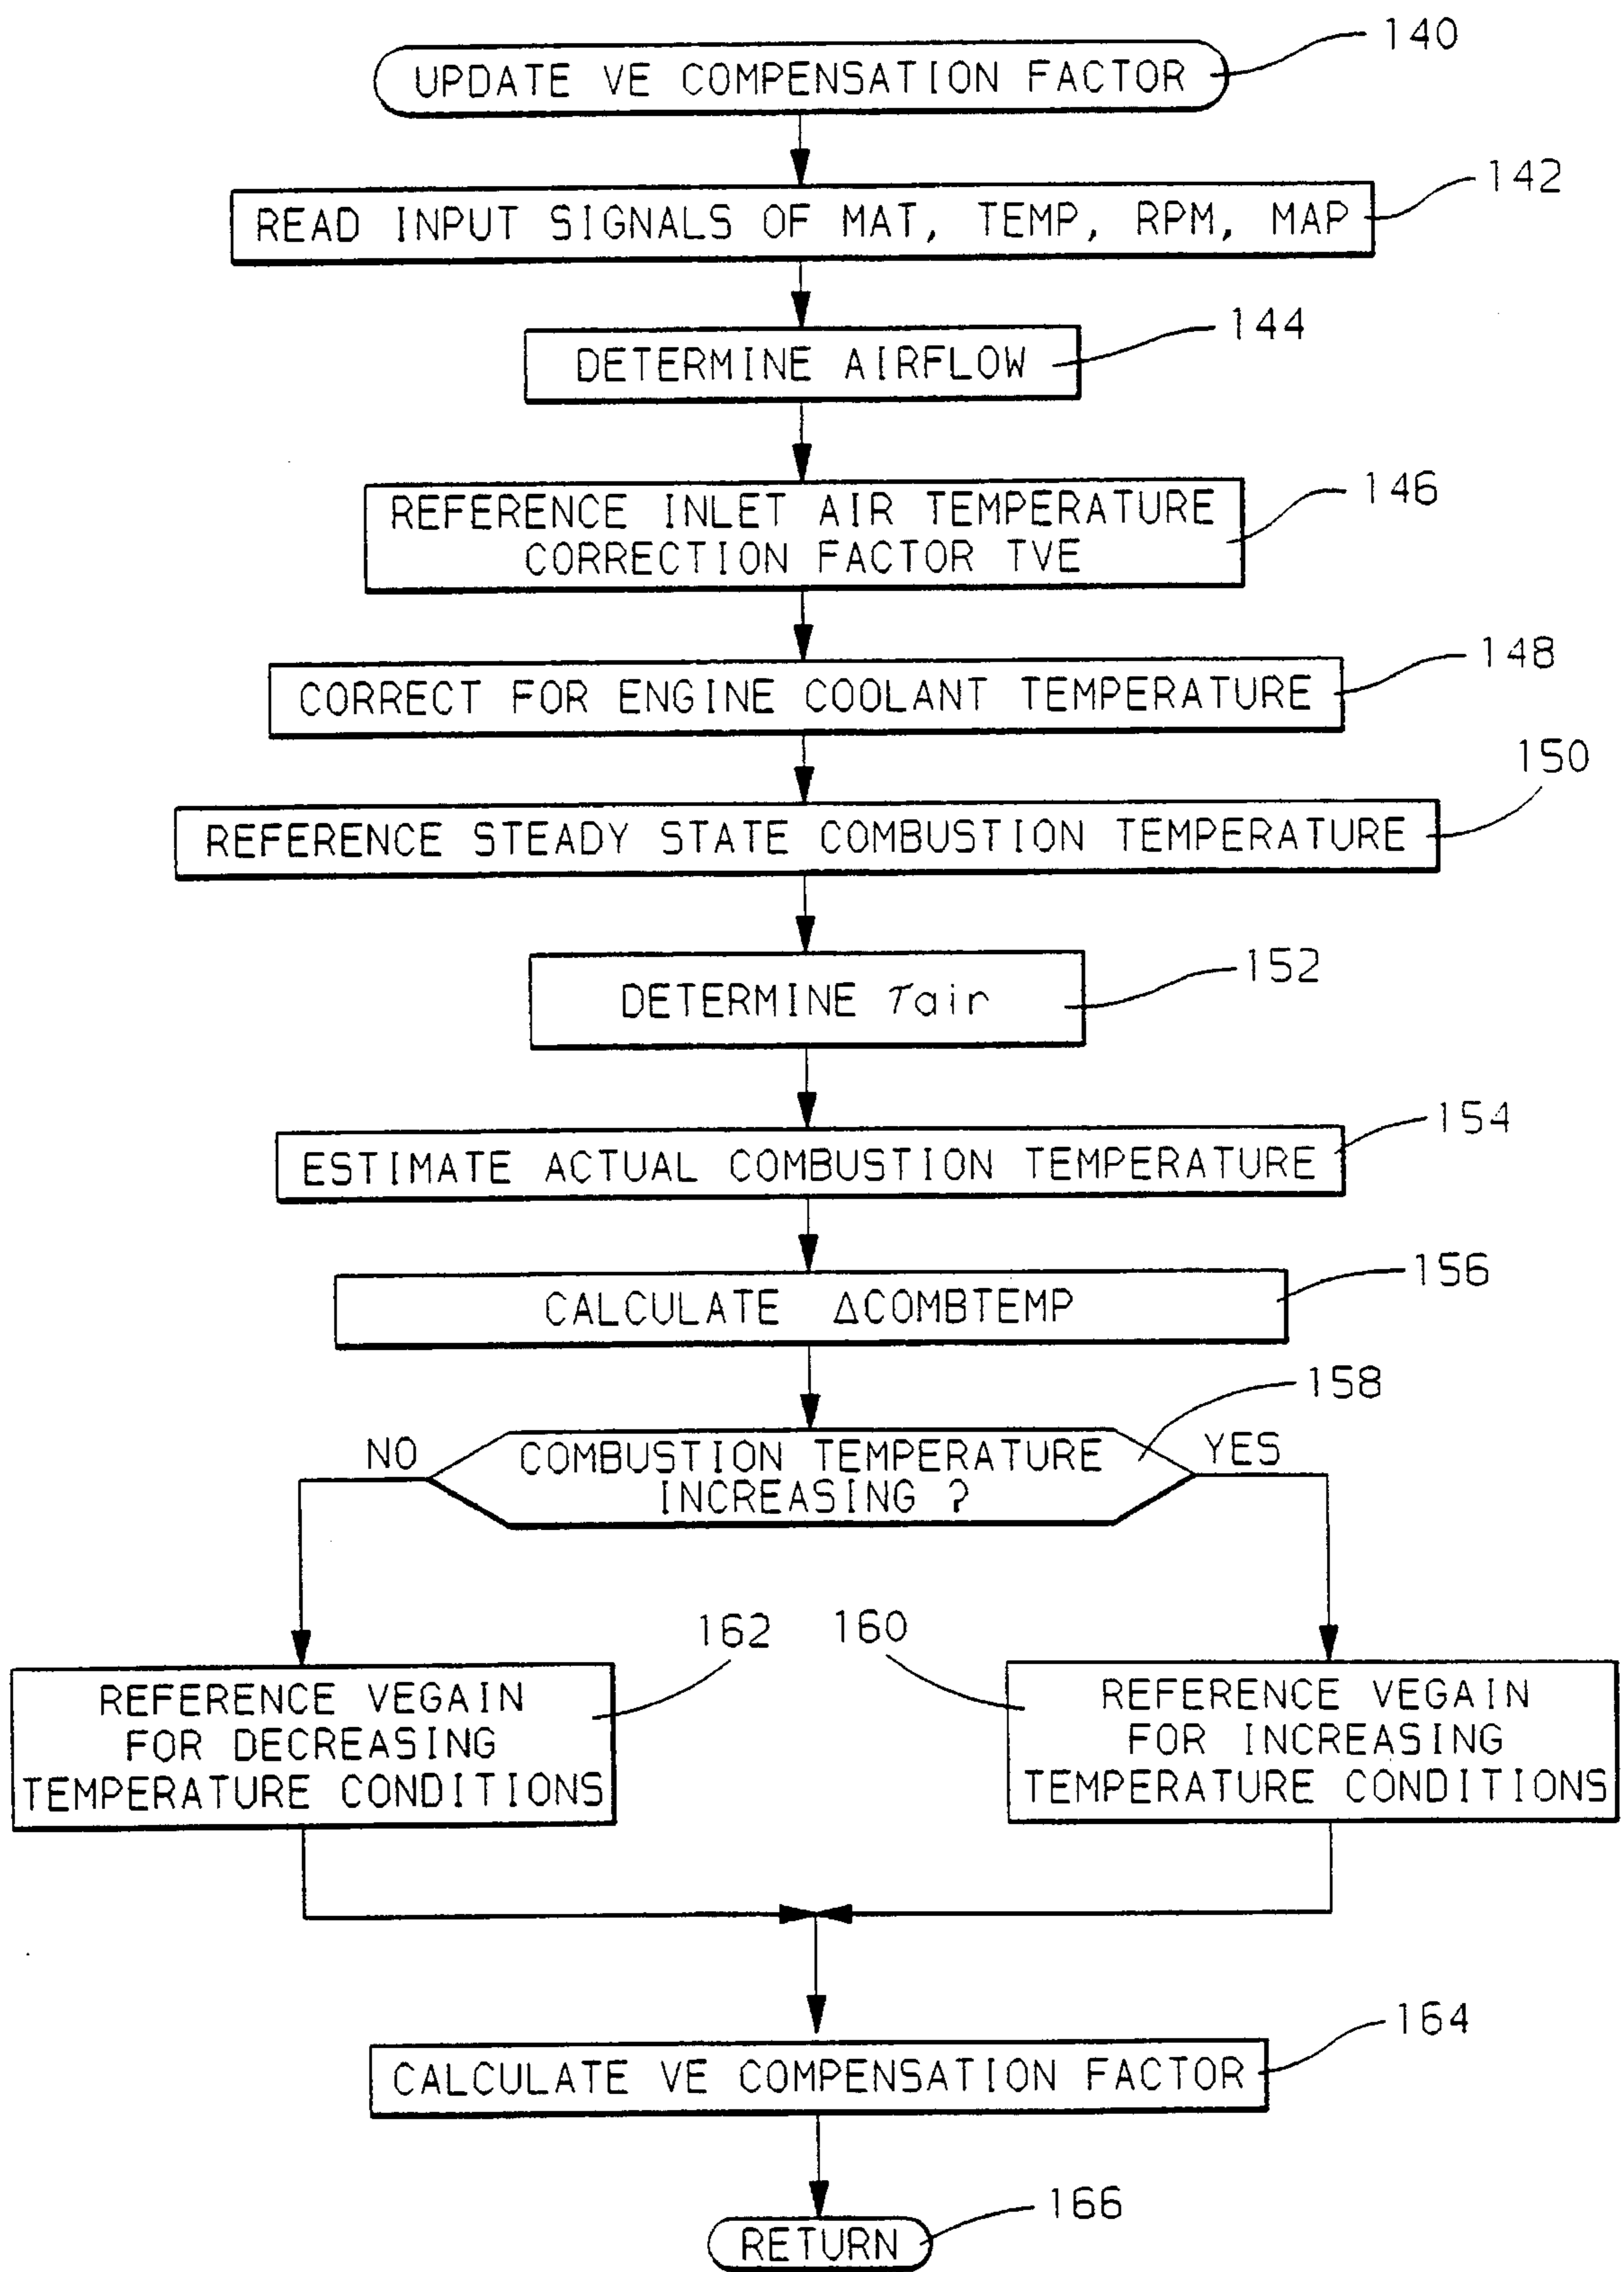 UPDATE VE COMPENSATION FACTOR
140
READ INPUT SIGNALS OF MAT, TEMP, RPM, MAP
142
DETERMINE AIRFLOW
144
REFERENCE INLET AIR TEMPERATURE
CORRECTION FACTOR TVE
146
CORRECT FOR ENGINE COOLANT TEMPERATURE
148
REFERENCE STEADY STATE COMBUSTION TEMPERATURE
150
DETERMINE τair
152
ESTIMATE ACTUAL COMBUSTION TEMPERATURE
154
CALCULATE ΔCOMBTEMP
156
COMBUSTION TEMPERATURE
INCREASING ?
158
NO
YES
REFERENCE VEGAIN
FOR DECREASING
TEMPERATURE CONDITIONS
162
160
REFERENCE VEGAIN
FOR INCREASING
TEMPERATURE CONDITIONS
CALCULATE VE COMPENSATION FACTOR
164
RETURN
166